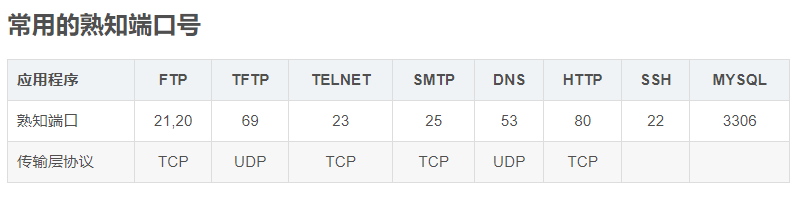 常用的熟知端口号
应用程序 FTP TFTP TELNET SMTP DNS HTTP SSH MYSQL
熟知端口 21,20 69 23 25 53 80 22 3306
传输层协议 TCP UDP TCP TCP UDP TCP